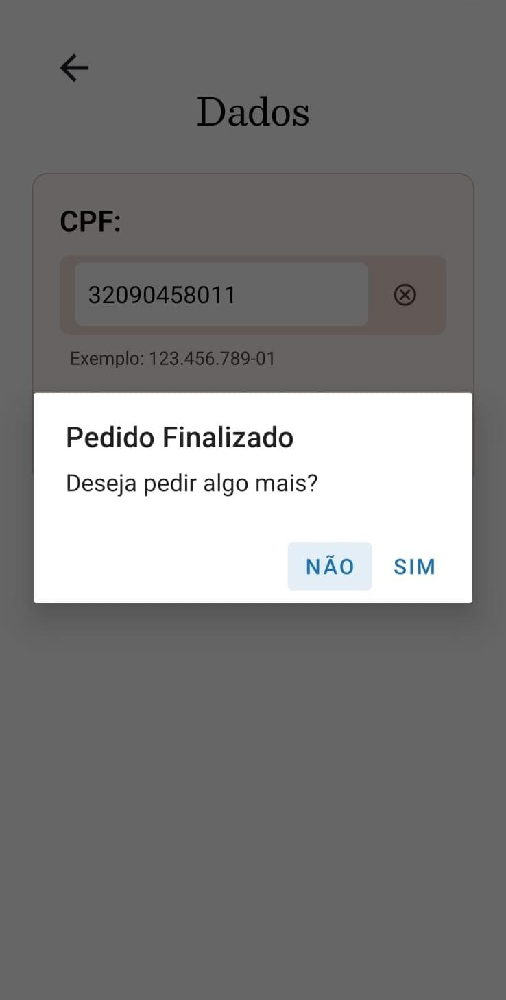 Dados
CPF:
32090458011
Exemplo: 123.456.789-01
Pedido Finalizado
Deseja pedir algo mais?
NÃO SIM